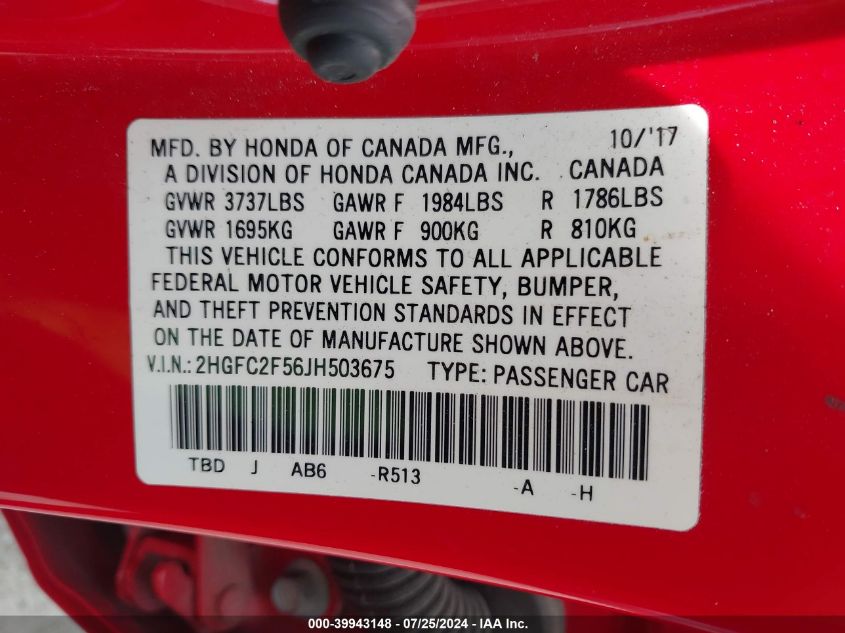 MFD. BY HONDA OF CANADA MFG., 10/'17
A DIVISION OF HONDA CANADA INC. CANADA
GVWR 3737LBS GAWR F 1984LBS R 1786LBS
GVWR 1695KG GAWR F 900KG R 810KG
THIS VEHICLE CONFORMS TO ALL APPLICABLE
FEDERAL MOTOR VEHICLE SAFETY, BUMPER,
AND THEFT PREVENTION STANDARDS IN EFFECT
ON THE DATE OF MANUFACTURE SHOWN ABOVE.
V.I.N.: 2HGFC2F56JH503675 TYPE: PASSENGER CAR
TBD J AB6 -R513 -A -H
000-39943148 - 07/25/2024 - IAA Inc.